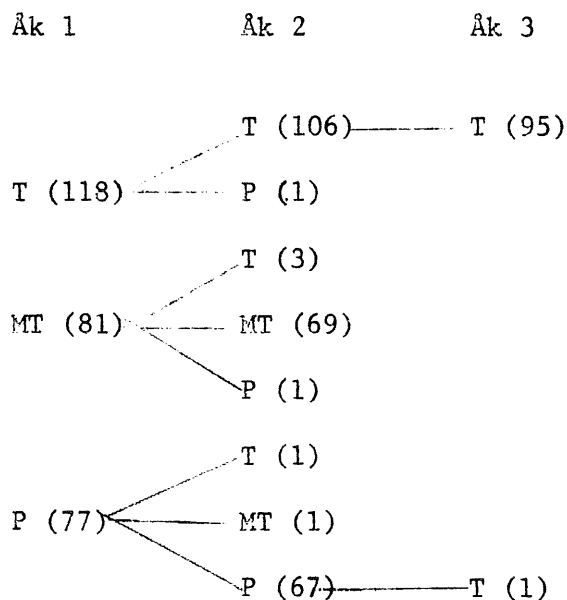 Åk 1 Åk 2 Åk 3
T (106) T (95)
T (118) P (1)
T (3)
MT (81) MT (69)
P (1)
T (1)
P (77) MT (1)
P (67) T (1)